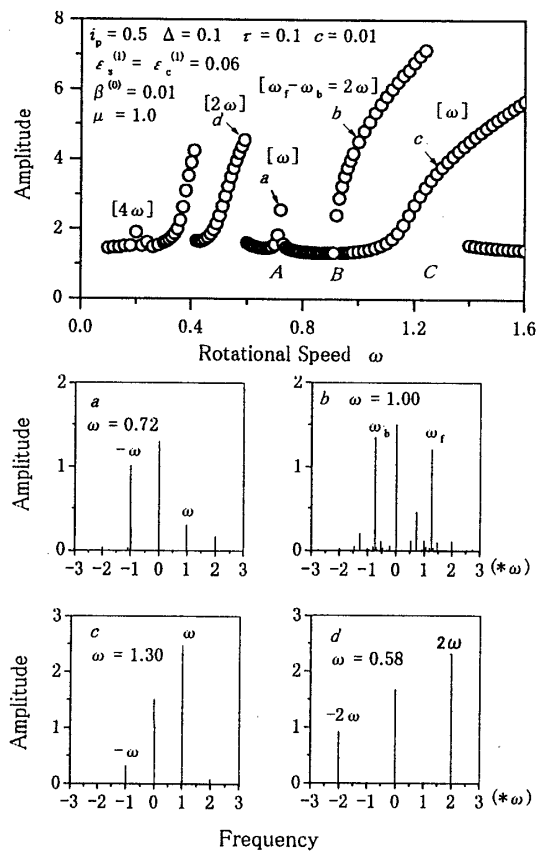 i_p = 0.5 Δ = 0.1 τ = 0.1 c = 0.01
ε_s^(1) = ε_c^(1) = 0.06
β^(0) = 0.01
μ = 1.0
[4ω]
[2ω]
d
[ω]
a
[ω_f−ω_b = 2ω]
b
[ω]
c
A B C
8
6
4
2
0
Amplitude
0.0 0.4 0.8 1.2 1.6
Rotational Speed ω
a
ω = 0.72
−ω
ω
2
1
0
Amplitude
-3 -2 -1 0 1 2 3
b ω = 1.00
ω_b
ω_f
2
1
0
-3 -2 -1 0 1 2 3 (*ω)
c
ω = 1.30
ω
−ω
3
2
1
0
Amplitude
-3 -2 -1 0 1 2 3
d
ω = 0.58
2ω
-2ω
3
2
1
0
-3 -2 -1 0 1 2 3 (*ω)
Frequency